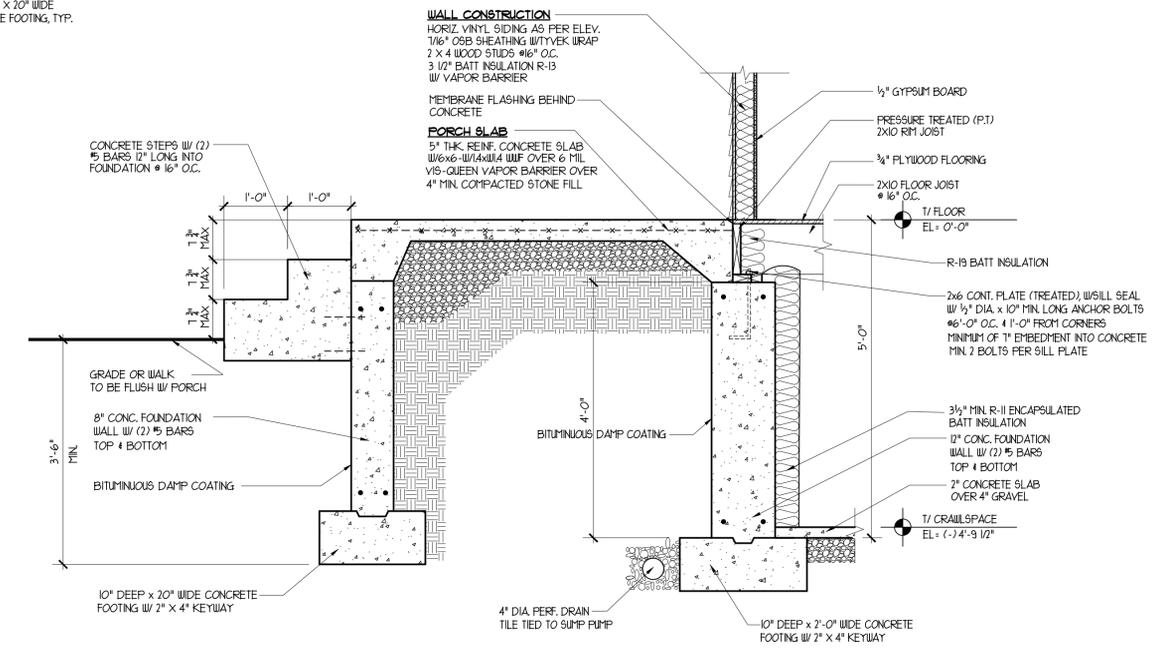 X 20" WIDE
E FOOTING, TYP.
WALL CONSTRUCTION
HORIZ. VINYL SIDING AS PER ELEV.
7/16" OSB SHEATHING W/TYVEK WRAP
2 X 4 WOOD STUDS @16" O.C.
3 1/2" BATT INSULATION R-13
W/ VAPOR BARRIER
MEMBRANE FLASHING BEHIND
CONCRETE
PORCH SLAB
5" THK. REINF. CONCRETE SLAB
W/6x6-W/1.4xW1.4 WWF OVER 6 MIL
VIS-QUEEN VAPOR BARRIER OVER
4" MIN. COMPACTED STONE FILL
½" GYPSUM BOARD
PRESSURE TREATED (P.T)
2X10 RIM JOIST
¾" PLYWOOD FLOORING
2X10 FLOOR JOIST
@ 16" O.C.
T/ FLOOR
EL= 0'-0"
R-19 BATT INSULATION
2x6 CONT. PLATE (TREATED), W/SILL SEAL
W/ ½" DIA. x 10" MIN. LONG ANCHOR BOLTS
@6'-0" O.C. & 1'-0" FROM CORNERS
MINIMUM OF 7" EMBEDMENT INTO CONCRETE
MIN. 2 BOLTS PER SILL PLATE
CONCRETE STEPS W/ (2)
#5 BARS 12" LONG INTO
FOUNDATION @ 16" O.C.
1'-0"
1'-0"
7 ¾"
MAX
7 ¾"
MAX
7 ¾"
MAX
GRADE OR WALK
TO BE FLUSH W/ PORCH
8" CONC. FOUNDATION
WALL W/ (2) #5 BARS
TOP & BOTTOM
3'-6"
MIN.
BITUMINUOUS DAMP COATING
10" DEEP x 20" WIDE CONCRETE
FOOTING W/ 2" X 4" KEYWAY
4'-0"
BITUMINUOUS DAMP COATING
5'-0"
3½" MIN. R-11 ENCAPSULATED
BATT INSULATION
12" CONC. FOUNDATION
WALL W/ (2) #5 BARS
TOP & BOTTOM
2" CONCRETE SLAB
OVER 4" GRAVEL
T/ CRAWLSPACE
EL= (-) 4'-9 1/2"
4" DIA. PERF. DRAIN
TILE TIED TO SUMP PUMP
10" DEEP x 2'-0" WIDE CONCRETE
FOOTING W/ 2" X 4" KEYWAY